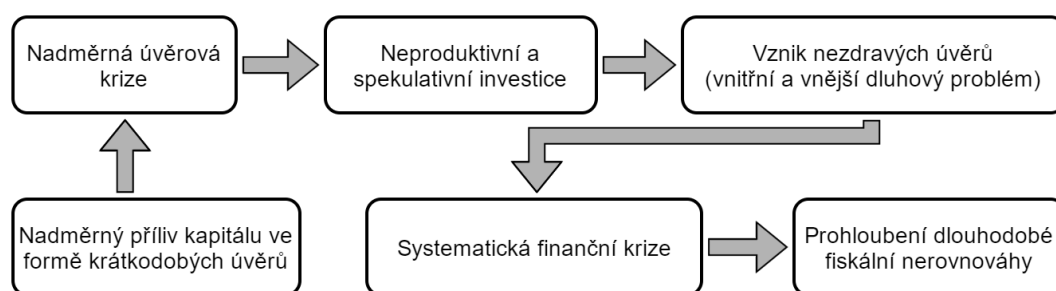 Nadměrná úvěrová
krize
Neproduktivní a
spekulativní investice
Vznik nezdravých úvěrů
(vnitřní a vnější dluhový problém)
Nadměrný příliv kapitálu ve
formě krátkodobých úvěrů
Systematická finanční krize
Prohloubení dlouhodobé
fiskální nerovnováhy